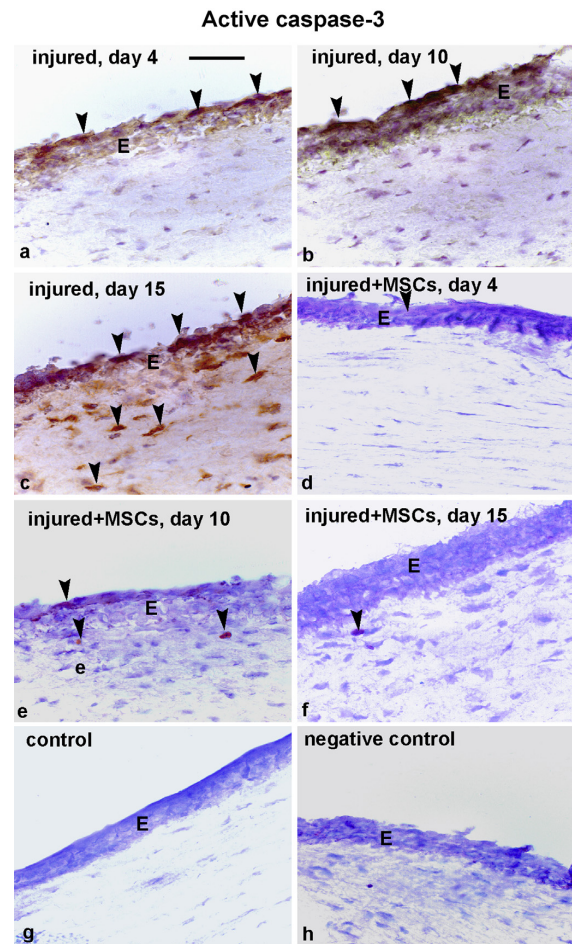 Active caspase-3
injured, day 4
E
a
injured, day 10
E
b
injured, day 15
E
c
injured+MSCs, day 4
E
d
injured+MSCs, day 10
E
e
e
injured+MSCs, day 15
E
f
control
E
g
negative control
E
h